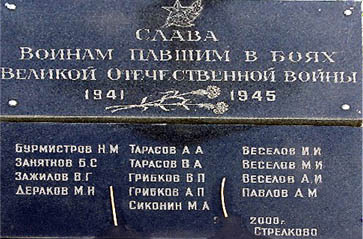 СЛАВА
ВОИНАМ ПАВШИМ В БОЯХ
ВЕЛИКОЙ ОТЕЧЕСТВЕННОЙ ВОЙНЫ
1941 1945
БУРМИСТРОВ Н.М
ЗАНЯТНОВ Б.С
ЗАЖИЛОВ В.Г
ДЕРАКОВ М.Н
ТАРАСОВ А.А
ТАРАСОВ В.А
ГРИБКОВ В.П
ГРИБКОВ А.П
СИКОНИН М.А
ВЕСЕЛОВ И.И
ВЕСЕЛОВ М.И
ВЕСЕЛОВ А.И
ПАВЛОВ А.М
2008г.
СТРЕЛКОВО